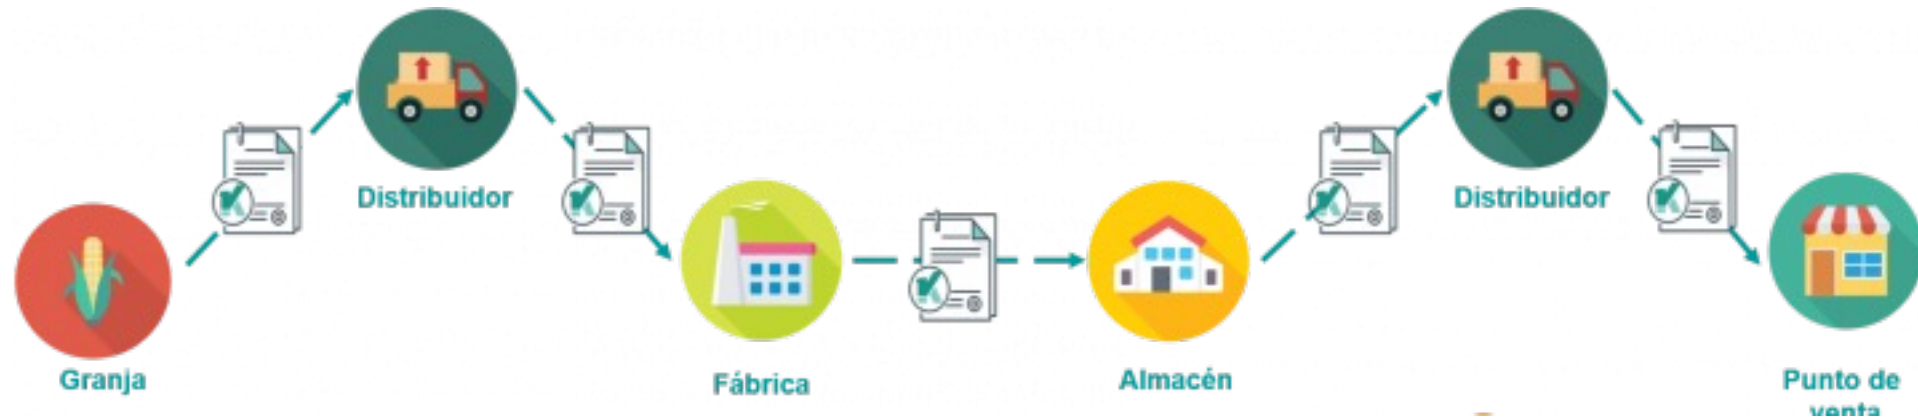 Granja
Distribuidor
Fábrica
Almacén
Distribuidor
Punto de
venta